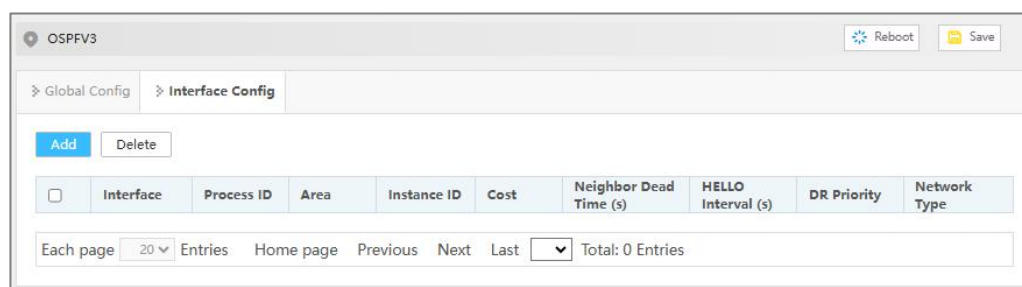 OSPFV3 Reboot Save
Global Config Interface Config
Add Delete
Interface Process ID Area Instance ID Cost Neighbor Dead Time (s) HELLO Interval (s) DR Priority Network Type
Each page 20 Entries Home page Previous Next Last Total: 0 Entries